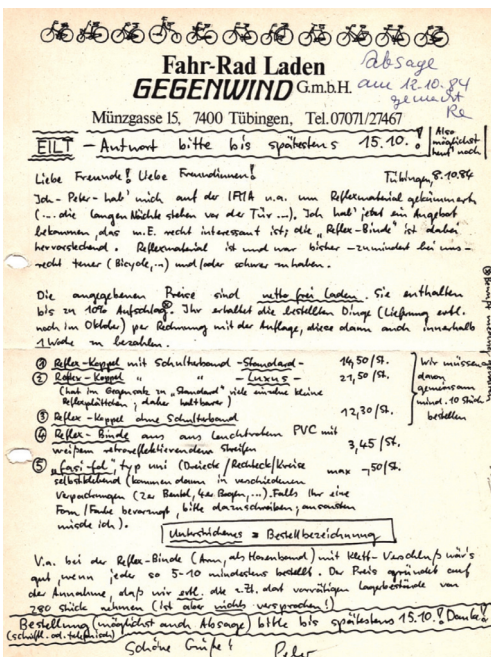 Absage
am 12.10.84
gemacht
Re
Fahr-Rad Laden
GEGENWIND G.m.b.H.
Münzgasse 15, 7400 Tübingen, Tel. 07071/27467
EILT – Antwort bitte bis spätestens 15.10.!
Also
möglichst
heut' noch
Liebe Freunde! Liebe Freundinnen!
Tübingen, 8.10.84
Ich - Peter - hab' mich auf der IFMA u.a. um Reflexmaterial gekümmert
(... die langen Nächte stehen vor der Tür ...), Ich hab' jetzt ein Angebot
bekommen, das m.E. recht interessant ist; die „Reflex-Binde" ist dabei
hervorstechend. Reflexmaterial ist und war bisher - zumindest bei uns -
recht teuer (Bicycle,...) und/oder schwer zu haben.
Die angegebenen Preise sind netto frei Laden. Sie enthalten
bis zu 10% Aufschlag. Ihr erhaltet die bestellten Dinge (Lieferung evtl.
noch im Oktober) per Rechnung mit der Auflage, diese dann auch innerhalb
1 Woche zu bezahlen.
① Reflex-Koppel mit Schulterband - Standard - 14,50/St.
② Reflex-Koppel " " - Luxus - 21,50/St.
(hat im Gegensatz zu „Standard" viele einzelne kleine
Reflexplättchen, daher haltbarer)
③ Reflex-Koppel ohne Schulterband 12,30/St.
Wir müssen
davon
gemeinsam
mind. 10 Stück
bestellen
④ Reflex-Binde aus aus leuchtrotem PVC mit
weißem retroreflektierendem Streifen 3,45/St.
⑤ „fasi-fol", typ uni (Dreiecke/Rechtecke/Kreise max -,50/St.
selbstklebend (kommen dann in verschiedenen
Verpackungen (2er Beutel, 4er Bogen,...). Falls Ihr eine
Form/Farbe bevorzugt, bitte dazuschreiben, ansonsten
mische ich).
Unterstrichenes = Bestellbezeichnung
V.a. bei der Reflex-Binde (Arm, als Hosenband) mit Klett-Verschluß wär's
gut, wenn jeder so 5-10 mindestens bestellt. Der Preis gründet auf
der Annahme, daß wir evtl. die z.Zt. dort vorrätigen Lagerbestände von
280 Stück nehmen (ist aber nichts versprochen!)
Bestellung (möglichst auch Absage) bitte bis spätestens 15.10.! Danke!
(schriftl. od. telefonisch)
Schöne Grüße!
Peter